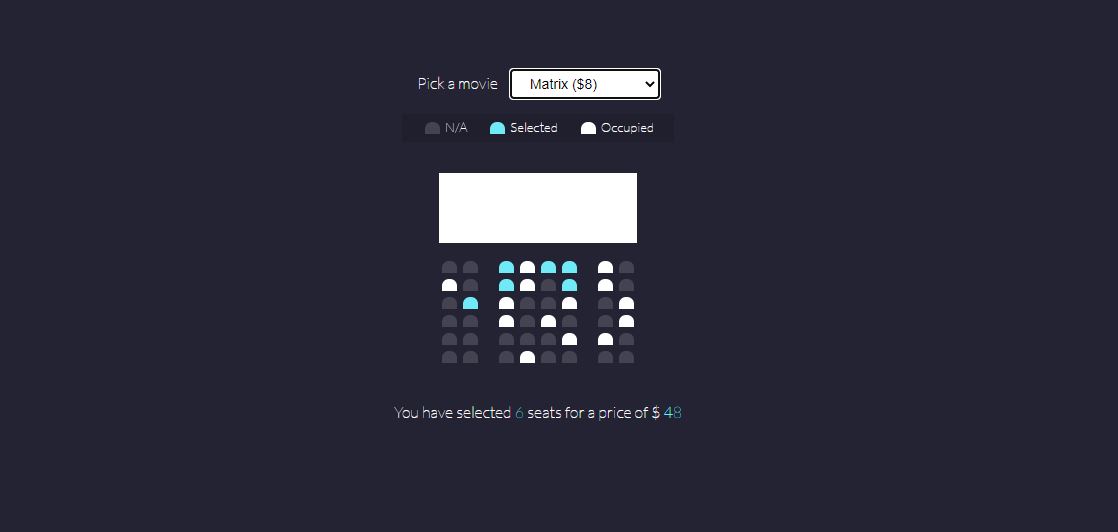 Pick a movie Matrix ($8)
N/A Selected Occupied
You have selected 6 seats for a price of $ 48